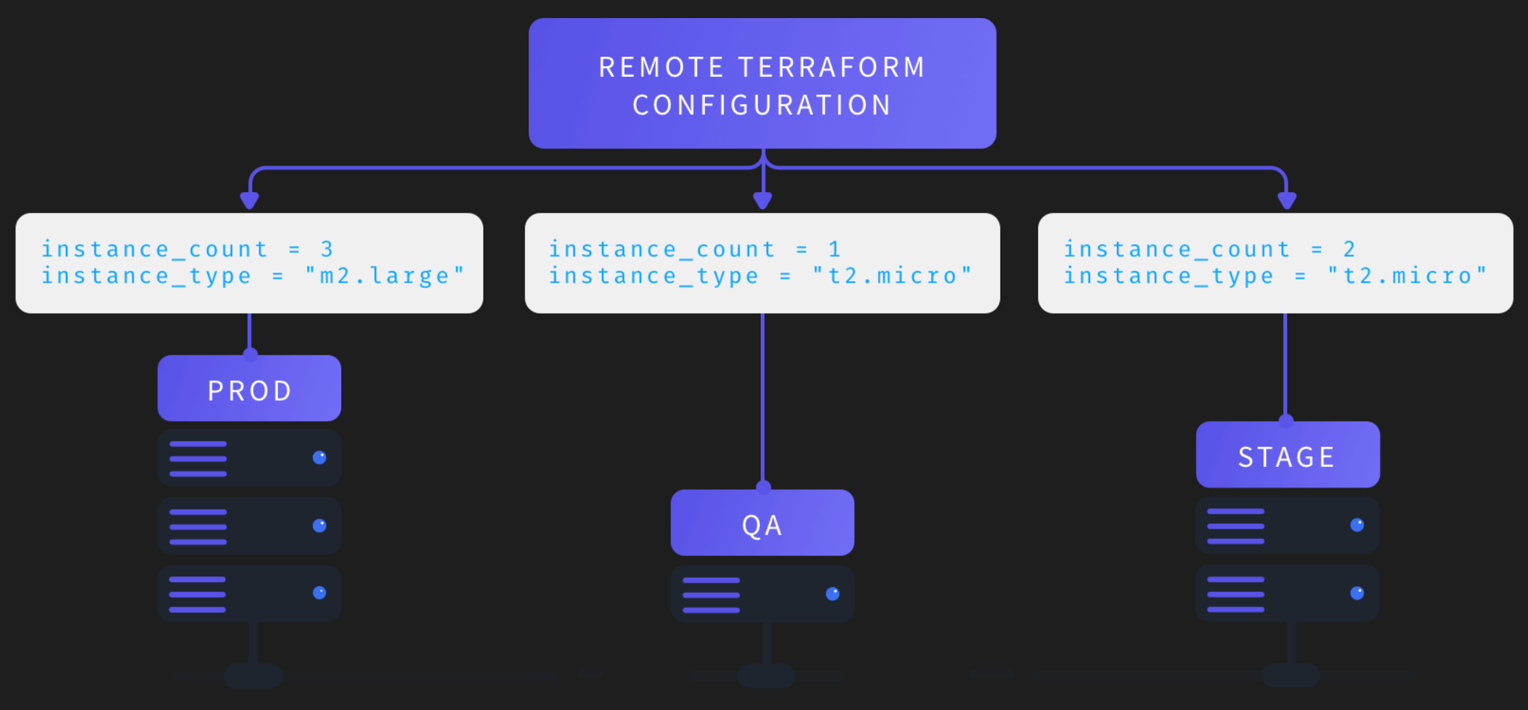 REMOTE TERRAFORM
CONFIGURATION
instance_count = 3
instance_type = "m2.large"
instance_count = 1
instance_type = "t2.micro"
instance_count = 2
instance_type = "t2.micro"
PROD
QA
STAGE